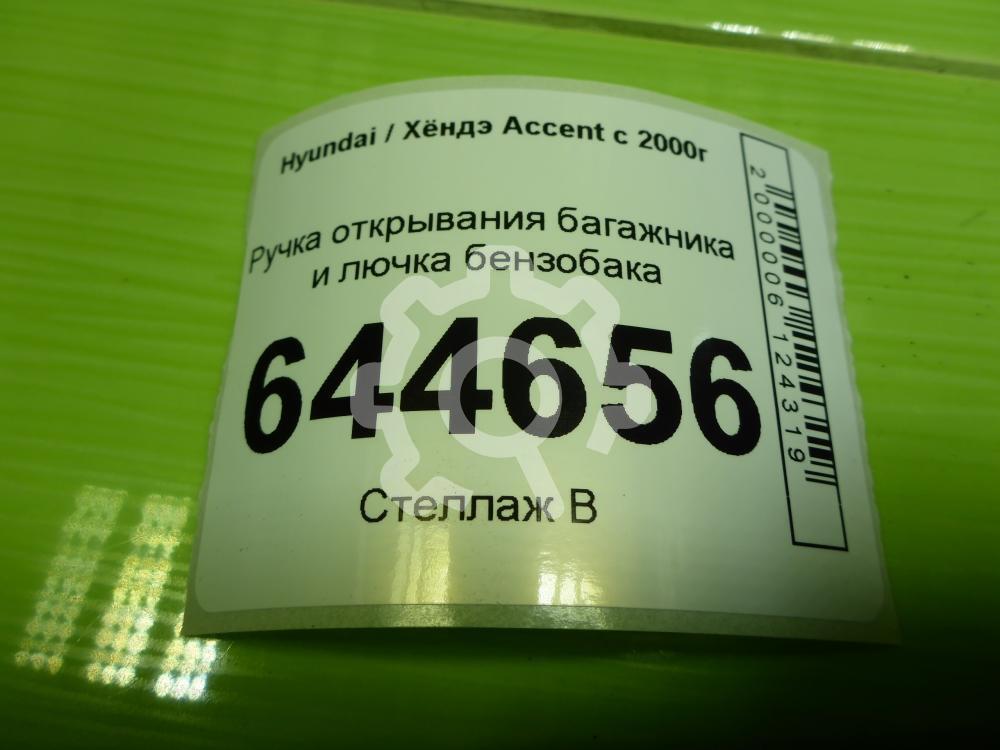 Hyundai / Хёндэ Accent с 2000г
Ручка открывания багажника
и лючка бензобака
644656
Стеллаж В
2000006124319